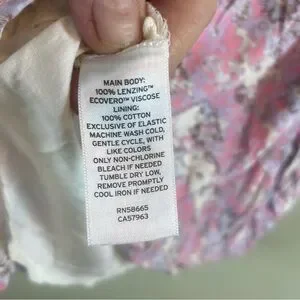 MAIN BODY:
100% LENZING™
ECOVERO™ VISCOSE
LINING:
100% COTTON
EXCLUSIVE OF ELASTIC
MACHINE WASH COLD,
GENTLE CYCLE, WITH
LIKE COLORS
ONLY NON-CHLORINE
BLEACH IF NEEDED
TUMBLE DRY LOW,
REMOVE PROMPTLY
COOL IRON IF NEEDED
RN58665
CA57963